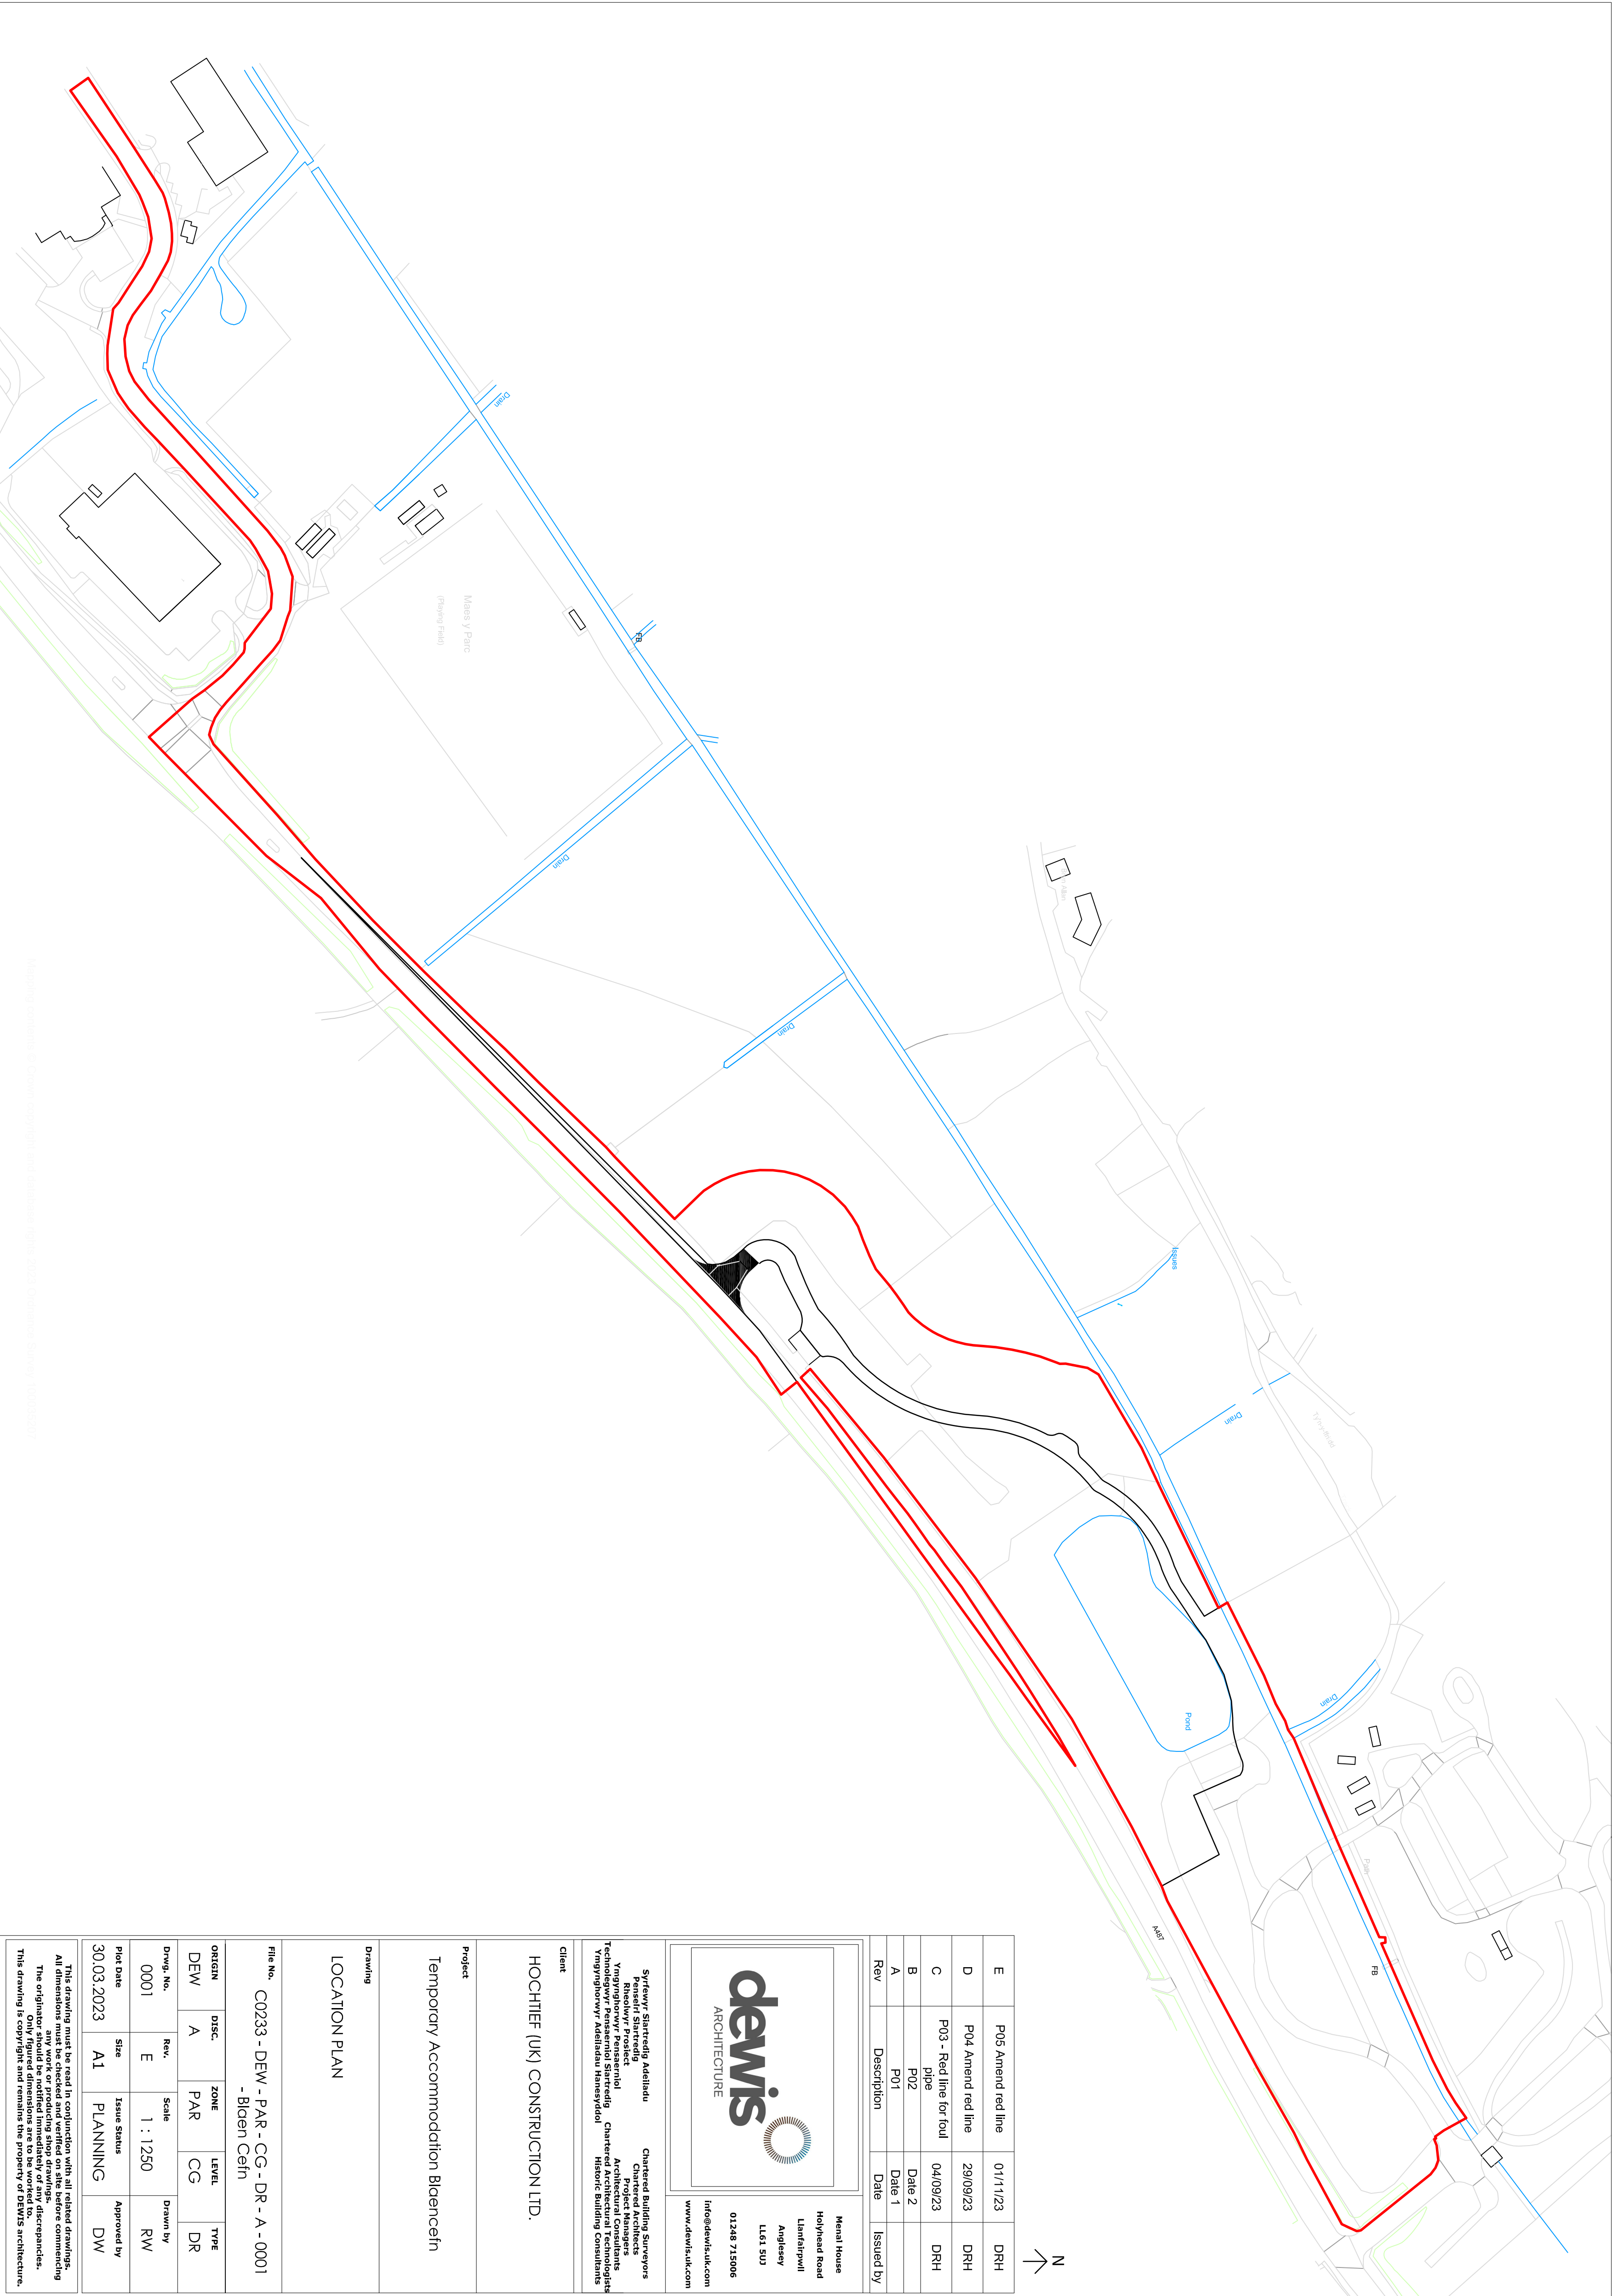 Drain
Maes y Parc
(Playing Field)
FB
Drain
Drain
Issues
Drain
Pond
Drain
Path
A487
FB
N
E P05 Amend red line 01/11/23 DRH
D P04 Amend red line 29/09/23 DRH
C P03 - Red line for foul pipe 04/09/23 DRH
B P02 Date 2
A P01 Date 1
Rev Description Date Issued by
dewis
ARCHITECTURE
Menai House
Holyhead Road
Llanfairpwll
Anglesey
LL61 5UJ
01248 715006
info@dewis.uk.com
www.dewis.uk.com
Syrfewyr Siartredig Adeiladu
Penseiri Siartredig
Rheolwyr Prosiect
Ymgynghorwyr Pensaernïol
Technolegwyr Pensaernïol Siartredig
Ymgynghorwyr Adeiladau Hanesyddol
Chartered Building Surveyors
Chartered Architects
Project Managers
Architectural Consultants
Chartered Architectural Technologists
Historic Building Consultants
Client
HOCHTIEF (UK) CONSTRUCTION LTD.
Project
Temporary Accommodation Blaencefn
Drawing
LOCATION PLAN
File No.
C0233 - DEW - PAR - CG - DR - A - 0001
- Blaen Cefn
ORIGIN DISC. ZONE LEVEL TYPE
DEW A PAR CG DR
Drwg. No. Rev. Scale Drawn by
0001 E 1 : 1250 RW
Plot Date Size Issue Status Approved by
30.03.2023 A1 PLANNING DW
This drawing must be read in conjunction with all related drawings.
All dimensions must be checked and verified on site before commencing
any work or producing shop drawings.
The originator should be notified immediately of any discrepancies.
Only figured dimensions are to be worked to.
This drawing is copyright and remains the property of DEWIS architecture.